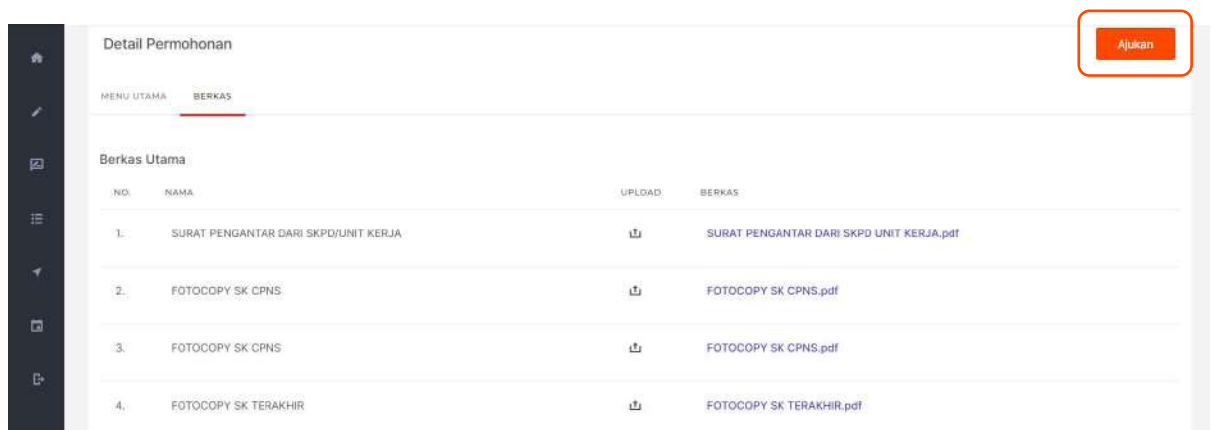 Detail Permohonan
Ajukan
MENU UTAMA BERKAS
Berkas Utama
NO. NAMA UPLOAD BERKAS
1. SURAT PENGANTAR DARI SKPD/UNIT KERJA SURAT PENGANTAR DARI SKPD UNIT KERJA.pdf
2. FOTOCOPY SK CPNS FOTOCOPY SK CPNS.pdf
3. FOTOCOPY SK CPNS FOTOCOPY SK CPNS.pdf
4. FOTOCOPY SK TERAKHIR FOTOCOPY SK TERAKHIR.pdf